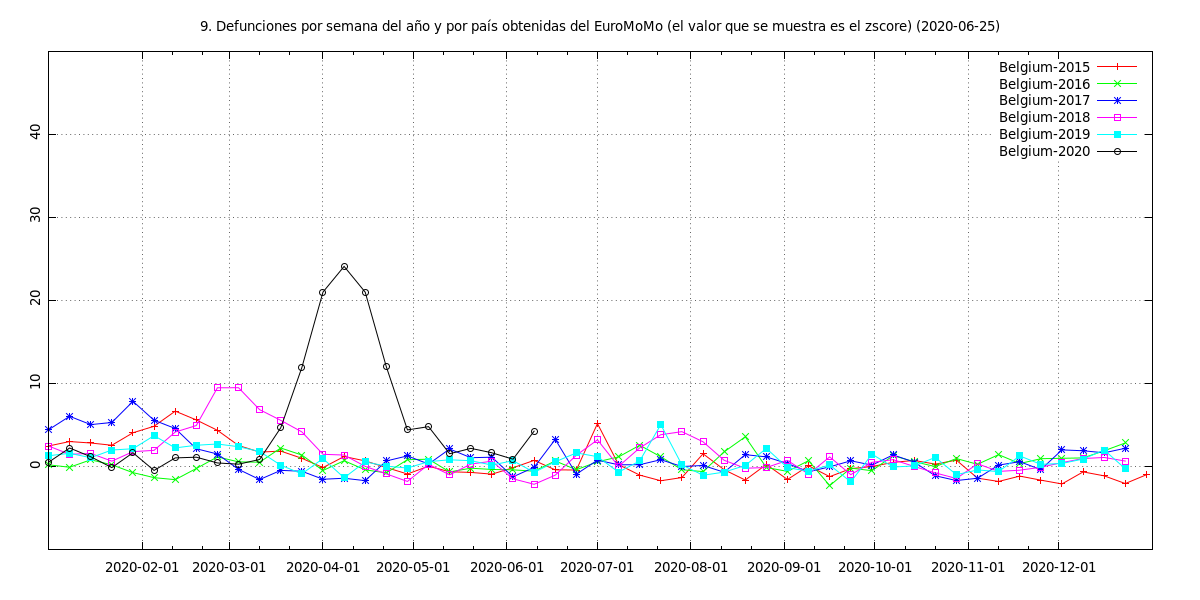 9. Defunciones por semana del año y por país obtenidas del EuroMoMo (el valor que se muestra es el zscore) (2020-06-25)
Belgium-2015
Belgium-2016
Belgium-2017
Belgium-2018
Belgium-2019
Belgium-2020
40
30
20
10
0
2020-02-01 2020-03-01 2020-04-01 2020-05-01 2020-06-01 2020-07-01 2020-08-01 2020-09-01 2020-10-01 2020-11-01 2020-12-01